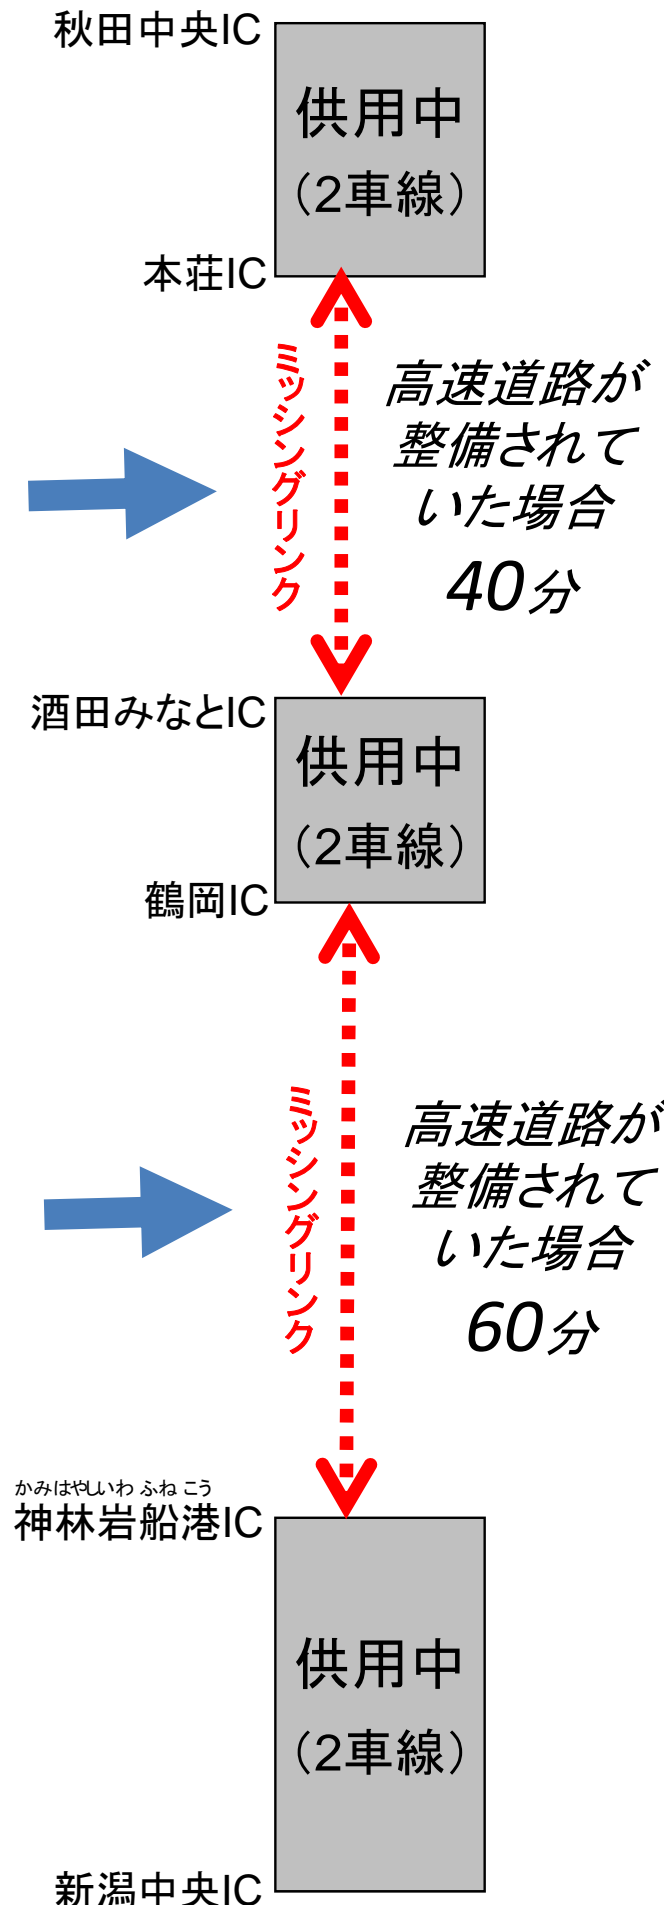 秋田中央IC
供用中
（2車線）
本荘IC
ミッシングリンク
高速道路が
整備されて
いた場合
40分
酒田みなとIC
供用中
（2車線）
鶴岡IC
ミッシングリンク
高速道路が
整備されて
いた場合
60分
かみはやしいわ ふね こう
神林岩船港IC
供用中
（2車線）
新潟中央IC